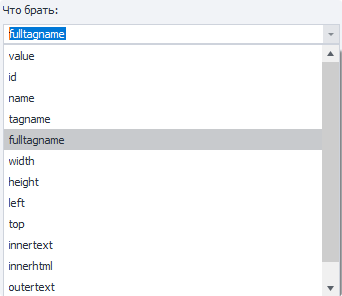 Что брать:
fulltagname
value
id
name
tagname
fulltagname
width
height
left
top
innertext
innerhtml
outertext